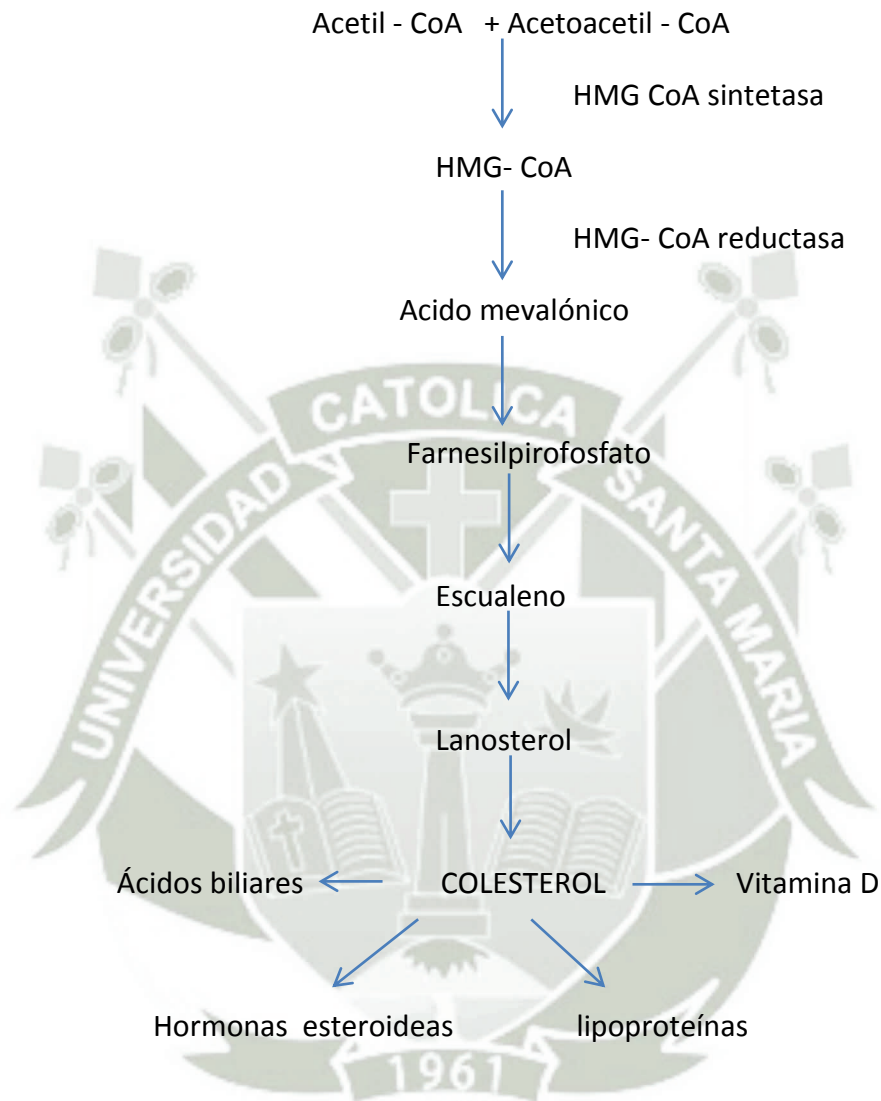 Acetil - CoA + Acetoacetil - CoA
HMG CoA sintetasa
HMG- CoA
HMG- CoA reductasa
Acido mevalónico
CATOLICA
Farnesilpirofosfato
UNIVERSIDAD
SANTA MARIA
Escualeno
Lanosterol
Ácidos biliares COLESTEROL Vitamina D
Hormonas esteroideas lipoproteínas
1961